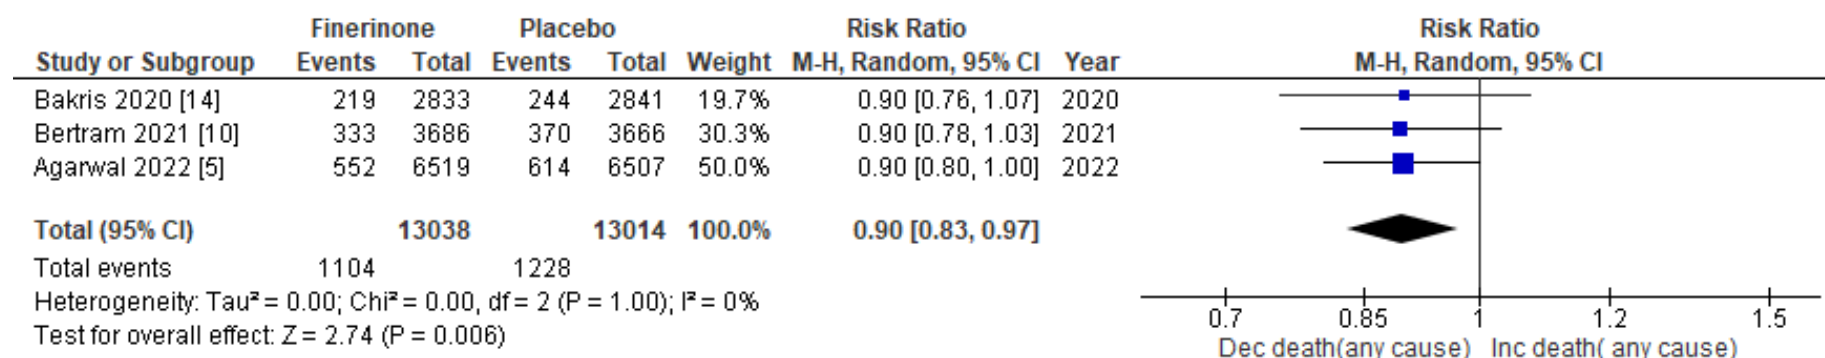 Finerinone Placebo Risk Ratio Risk Ratio
Study or Subgroup Events Total Events Total Weight M-H, Random, 95% CI Year M-H, Random, 95% CI
Bakris 2020 [14] 219 2833 244 2841 19.7% 0.90 [0.76, 1.07] 2020
Bertram 2021 [10] 333 3686 370 3666 30.3% 0.90 [0.78, 1.03] 2021
Agarwal 2022 [5] 552 6519 614 6507 50.0% 0.90 [0.80, 1.00] 2022
Total (95% CI) 13038 13014 100.0% 0.90 [0.83, 0.97]
Total events 1104 1228
Heterogeneity: Tau² = 0.00; Chi² = 0.00, df = 2 (P = 1.00); I² = 0%
Test for overall effect: Z = 2.74 (P = 0.006)
0.7 0.85 1 1.2 1.5
Dec death(any cause) Inc death( any cause)